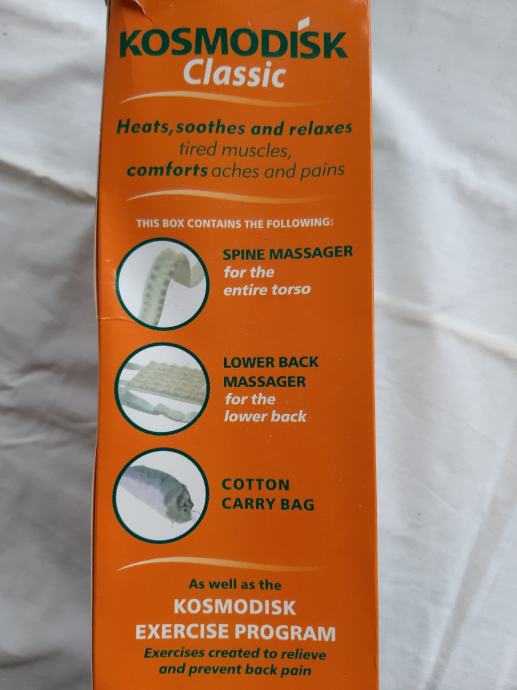 KOSMODISK
Classic
Heats, soothes and relaxes
tired muscles,
comforts aches and pains
THIS BOX CONTAINS THE FOLLOWING:
SPINE MASSAGER
for the
entire torso
LOWER BACK
MASSAGER
for the
lower back
COTTON
CARRY BAG
As well as the
KOSMODISK
EXERCISE PROGRAM
Exercises created to relieve
and prevent back pain